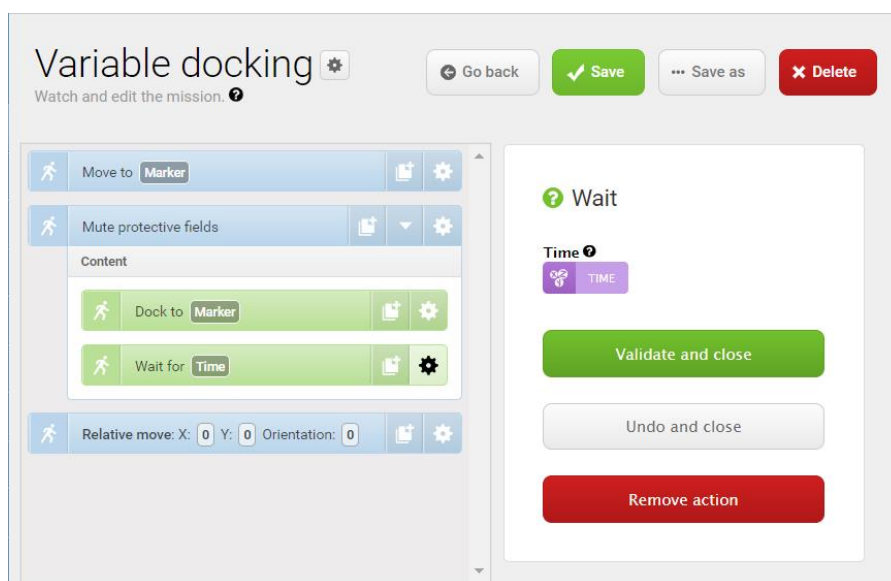 Variable docking
Go back
Save
••• Save as
Delete
Watch and edit the mission.
Move to Marker
Mute protective fields
Content
Dock to Marker
Wait for Time
Relative move: X: 0 Y: 0 Orientation: 0
Wait
Time
TIME
Validate and close
Undo and close
Remove action